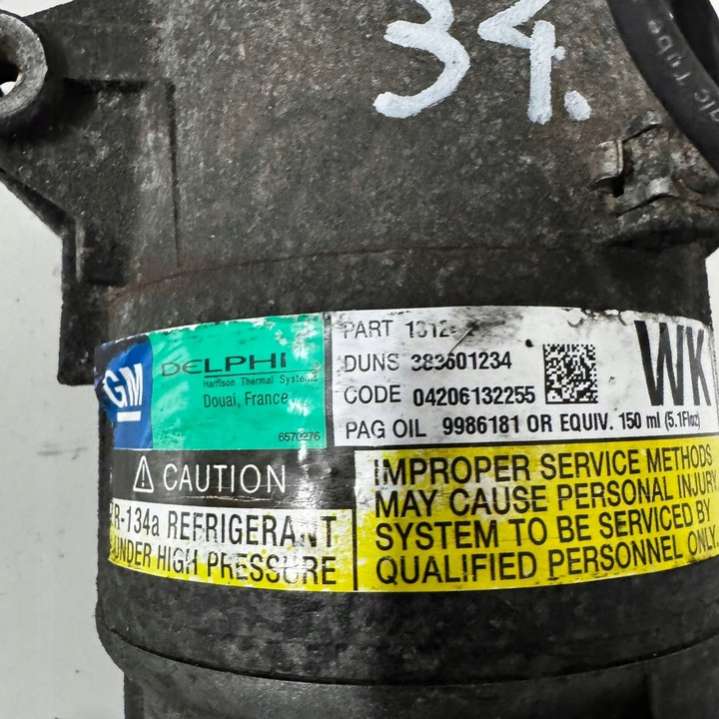 34.
GM
DELPHI
Harrison Thermal Systems
Douai, France
6570276
PART
DUNS 383601234
CODE 04206132255
PAG OIL 9986181 OR EQUIV. 150 ml (5.1Floz)
WK
⚠ CAUTION
R-134a REFRIGERANT
UNDER HIGH PRESSURE
IMPROPER SERVICE METHODS
MAY CAUSE PERSONAL INJURY
SYSTEM TO BE SERVICED BY
QUALIFIED PERSONNEL ONLY.